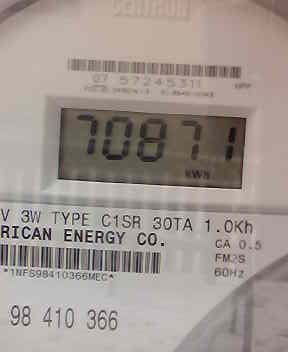 CENTRON
07 57245311
70871
kWh
V 3W TYPE C1SR 30TA 1.0Kh
RICAN ENERGY CO.
CA 0.5
FM2S
*1NFS98410366MEC*
60Hz
98 410 366